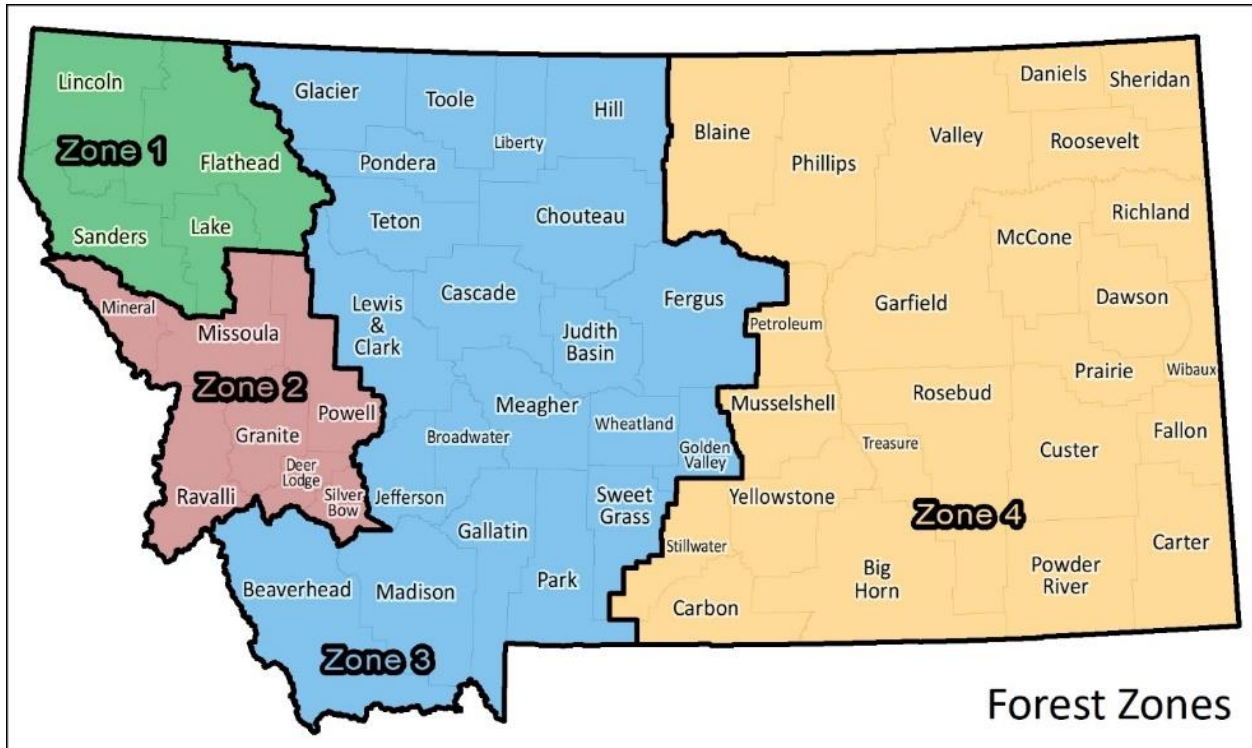 Lincoln
Zone 1
Flathead
Sanders
Lake
Mineral
Missoula
Zone 2
Powell
Granite
Deer
Lodge
Silver
Bow
Ravalli
Glacier
Toole
Hill
Liberty
Pondera
Teton
Chouteau
Lewis
&
Clark
Cascade
Fergus
Judith
Basin
Meagher
Wheatland
Broadwater
Golden
Valley
Jefferson
Sweet
Grass
Gallatin
Park
Beaverhead
Madison
Zone 3
Daniels
Sheridan
Blaine
Valley
Roosevelt
Phillips
Richland
McCone
Garfield
Dawson
Petroleum
Prairie
Wibaux
Rosebud
Musselshell
Fallon
Treasure
Custer
Yellowstone
Zone 4
Stillwater
Carter
Big
Horn
Powder
River
Carbon
Forest Zones